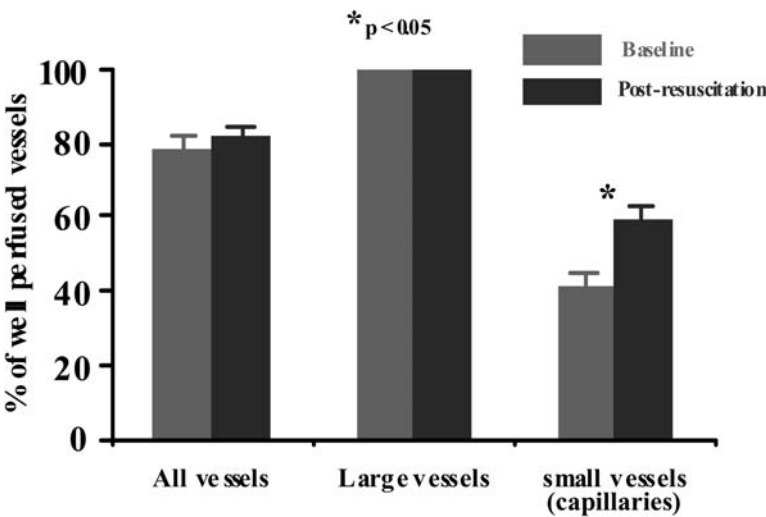 * p < 0.05
Baseline
Post-resuscitation
% of well perfused vessels
100
80
60
40
20
0
*
All vessels
Large vessels
small vessels
(capillaries)